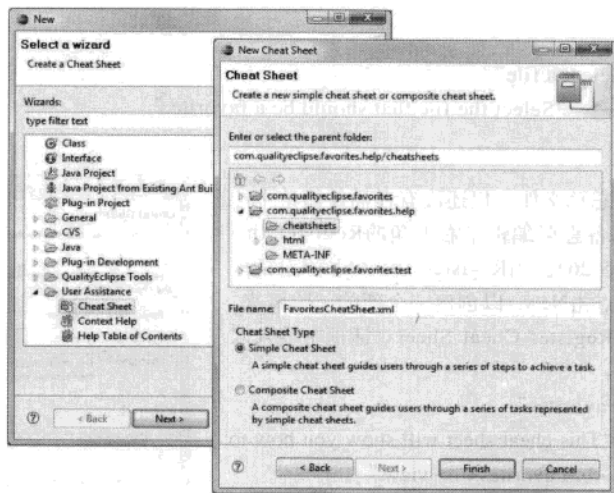 New
Select a wizard
Create a Cheat Sheet
Wizards:
type filter text
Class
Interface
Java Project
Java Project from Existing Ant Bui
Plug-in Project
General
CVS
Java
Plug-in Development
QualityEclipse Tools
User Assistance
Cheat Sheet
Context Help
Help Table of Contents
< Back
Next >
New Cheat Sheet
Cheat Sheet
Create a new simple cheat sheet or composite cheat sheet.
Enter or select the parent folder:
com.qualityeclipse.favorites.help/cheatsheets
com.qualityeclipse.favorites
com.qualityeclipse.favorites.help
cheatsheets
html
META-INF
com.qualityeclipse.favorites.test
File name: FavoritesCheatSheet.xml
Cheat Sheet Type
Simple Cheat Sheet
A simple cheat sheet guides users through a series of steps to achieve a task.
Composite Cheat Sheet
A composite cheat sheet guides users through a series of tasks represented
by simple cheat sheets.
< Back
Next >
Finish
Cancel